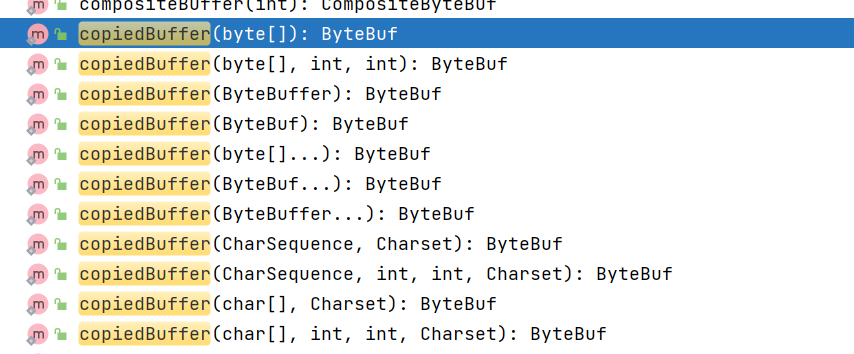 m compositeBuffer(int): CompositeByteBuf
m copiedBuffer(byte[]): ByteBuf
m copiedBuffer(byte[], int, int): ByteBuf
m copiedBuffer(ByteBuffer): ByteBuf
m copiedBuffer(ByteBuf): ByteBuf
m copiedBuffer(byte[]...): ByteBuf
m copiedBuffer(ByteBuf...): ByteBuf
m copiedBuffer(ByteBuffer...): ByteBuf
m copiedBuffer(CharSequence, Charset): ByteBuf
m copiedBuffer(CharSequence, int, int, Charset): ByteBuf
m copiedBuffer(char[], Charset): ByteBuf
m copiedBuffer(char[], int, int, Charset): ByteBuf